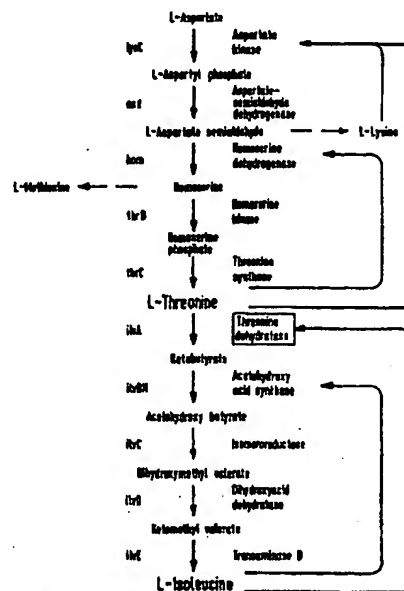 L-Aspartate
lysC
Aspartate
kinase
L-Aspartyl phosphate
asd
Aspartate-
semialdehyde
dehydrogenase
L-Aspartate semialdehyde
L-Lysine
hom
Homoserine
dehydrogenase
L-Methionine
Homoserine
thrB
Homoserine
kinase
Homoserine
phosphate
thrC
Threonine
synthase
L-Threonine
ilvA
Threonine
dehydratase
Ketobutyrate
ilvBN
Acetohydroxy
acid synthase
Acetohydroxy butyrate
ilvC
Isomeroreductase
Dihydroxymethyl valerate
ilvD
Dihydroxyacid
dehydratase
Ketomethyl valerate
ilvE
Transaminase B
L-Isoleucine